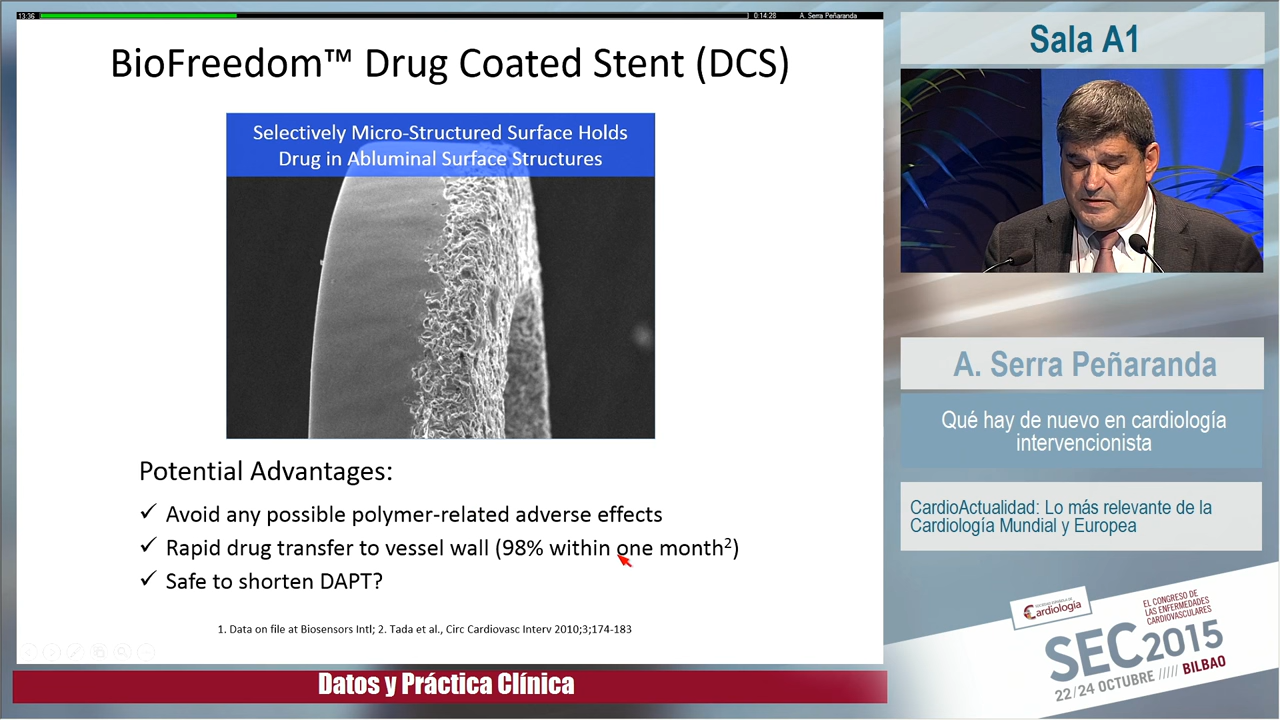 13:36
0:14:28
A. Serra Peñaranda
BioFreedom™ Drug Coated Stent (DCS)
Selectively Micro-Structured Surface Holds
Drug in Abluminal Surface Structures
Potential Advantages:
✓ Avoid any possible polymer-related adverse effects
✓ Rapid drug transfer to vessel wall (98% within one month²)
✓ Safe to shorten DAPT?
1. Data on file at Biosensors Intl; 2. Tada et al., Circ Cardiovasc Interv 2010;3;174-183
Datos y Práctica Clínica
Sala A1
A. Serra Peñaranda
Qué hay de nuevo en cardiología
intervencionista
CardioActualidad: Lo más relevante de la
Cardiología Mundial y Europea
SOCIEDAD ESPAÑOLA DE
Cardiología
EL CONGRESO
DE LAS ENFERMEDADES
CARDIOVASCULARES
SEC2015
22/24 OCTUBRE ///// BILBAO